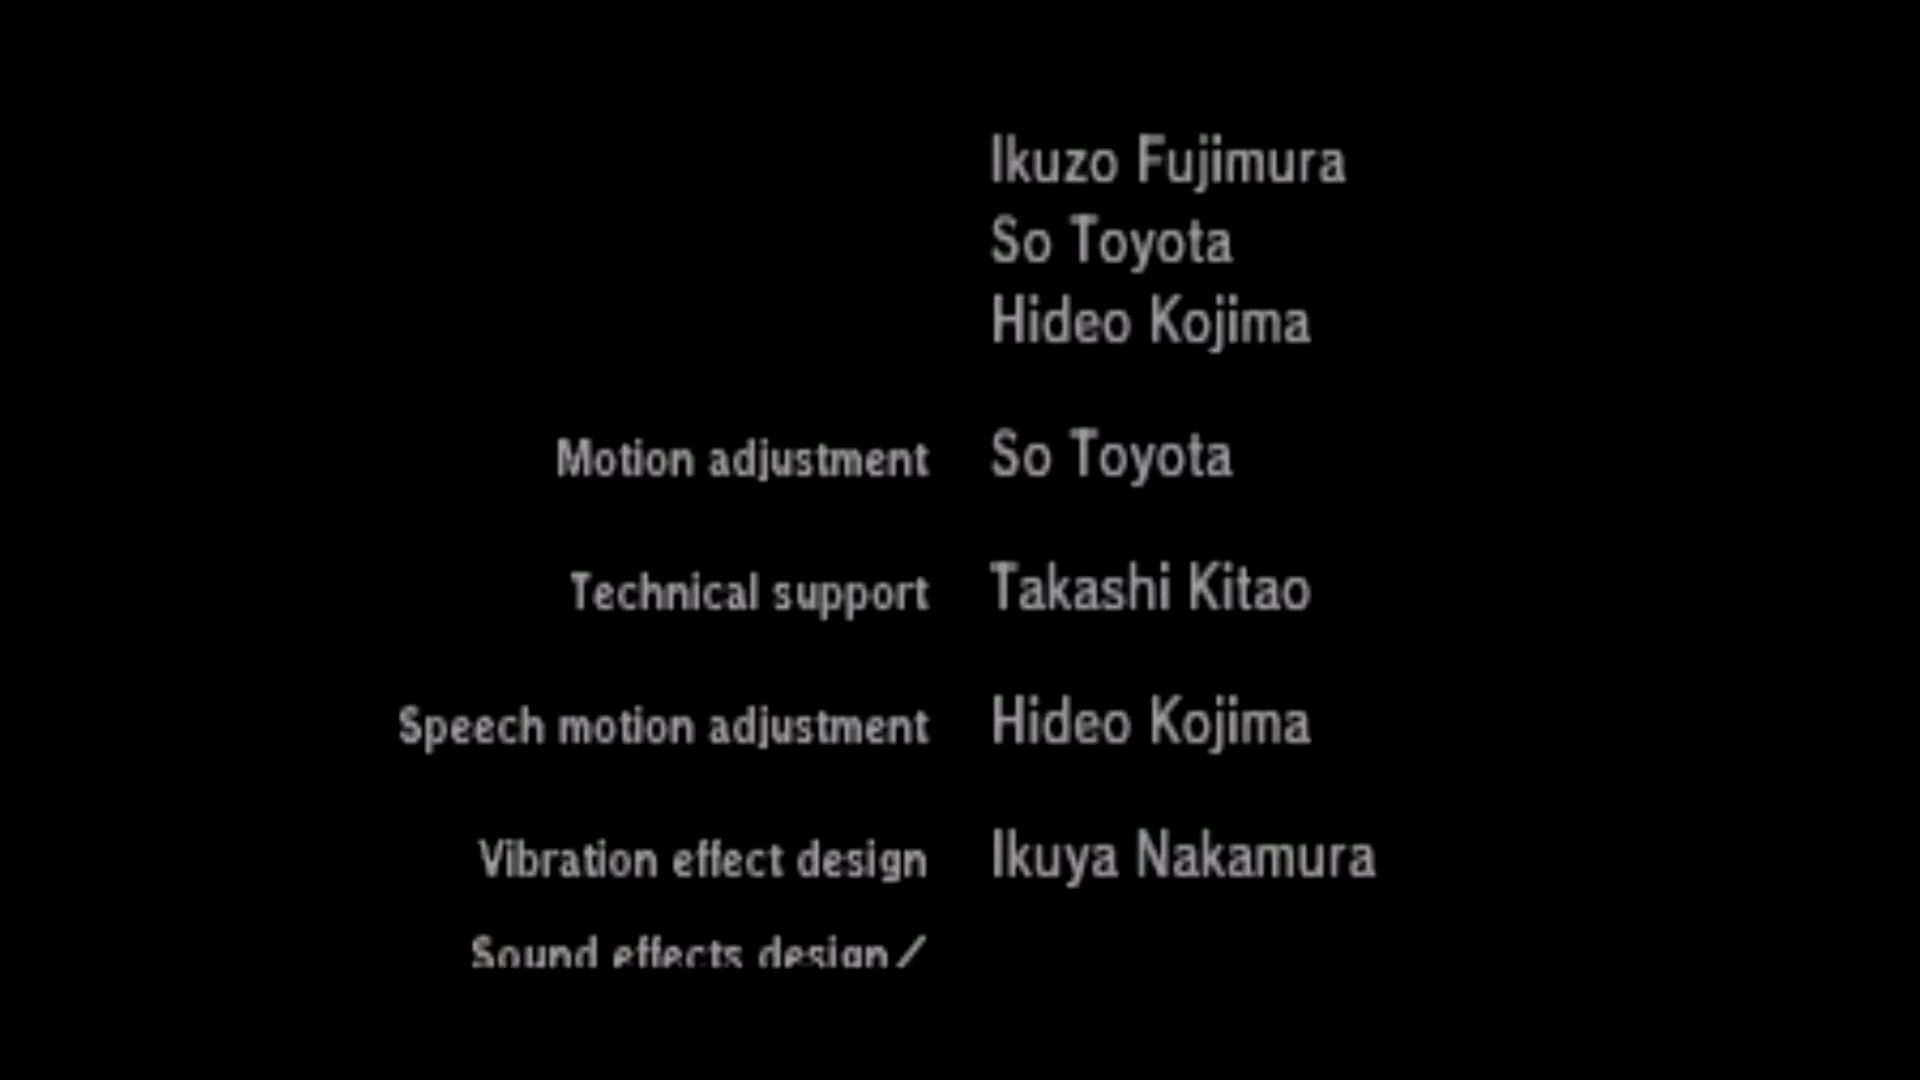 Ikuzo Fujimura
So Toyota
Hideo Kojima
Motion adjustment So Toyota
Technical support Takashi Kitao
Speech motion adjustment Hideo Kojima
Vibration effect design Ikuya Nakamura
Sound effects design/